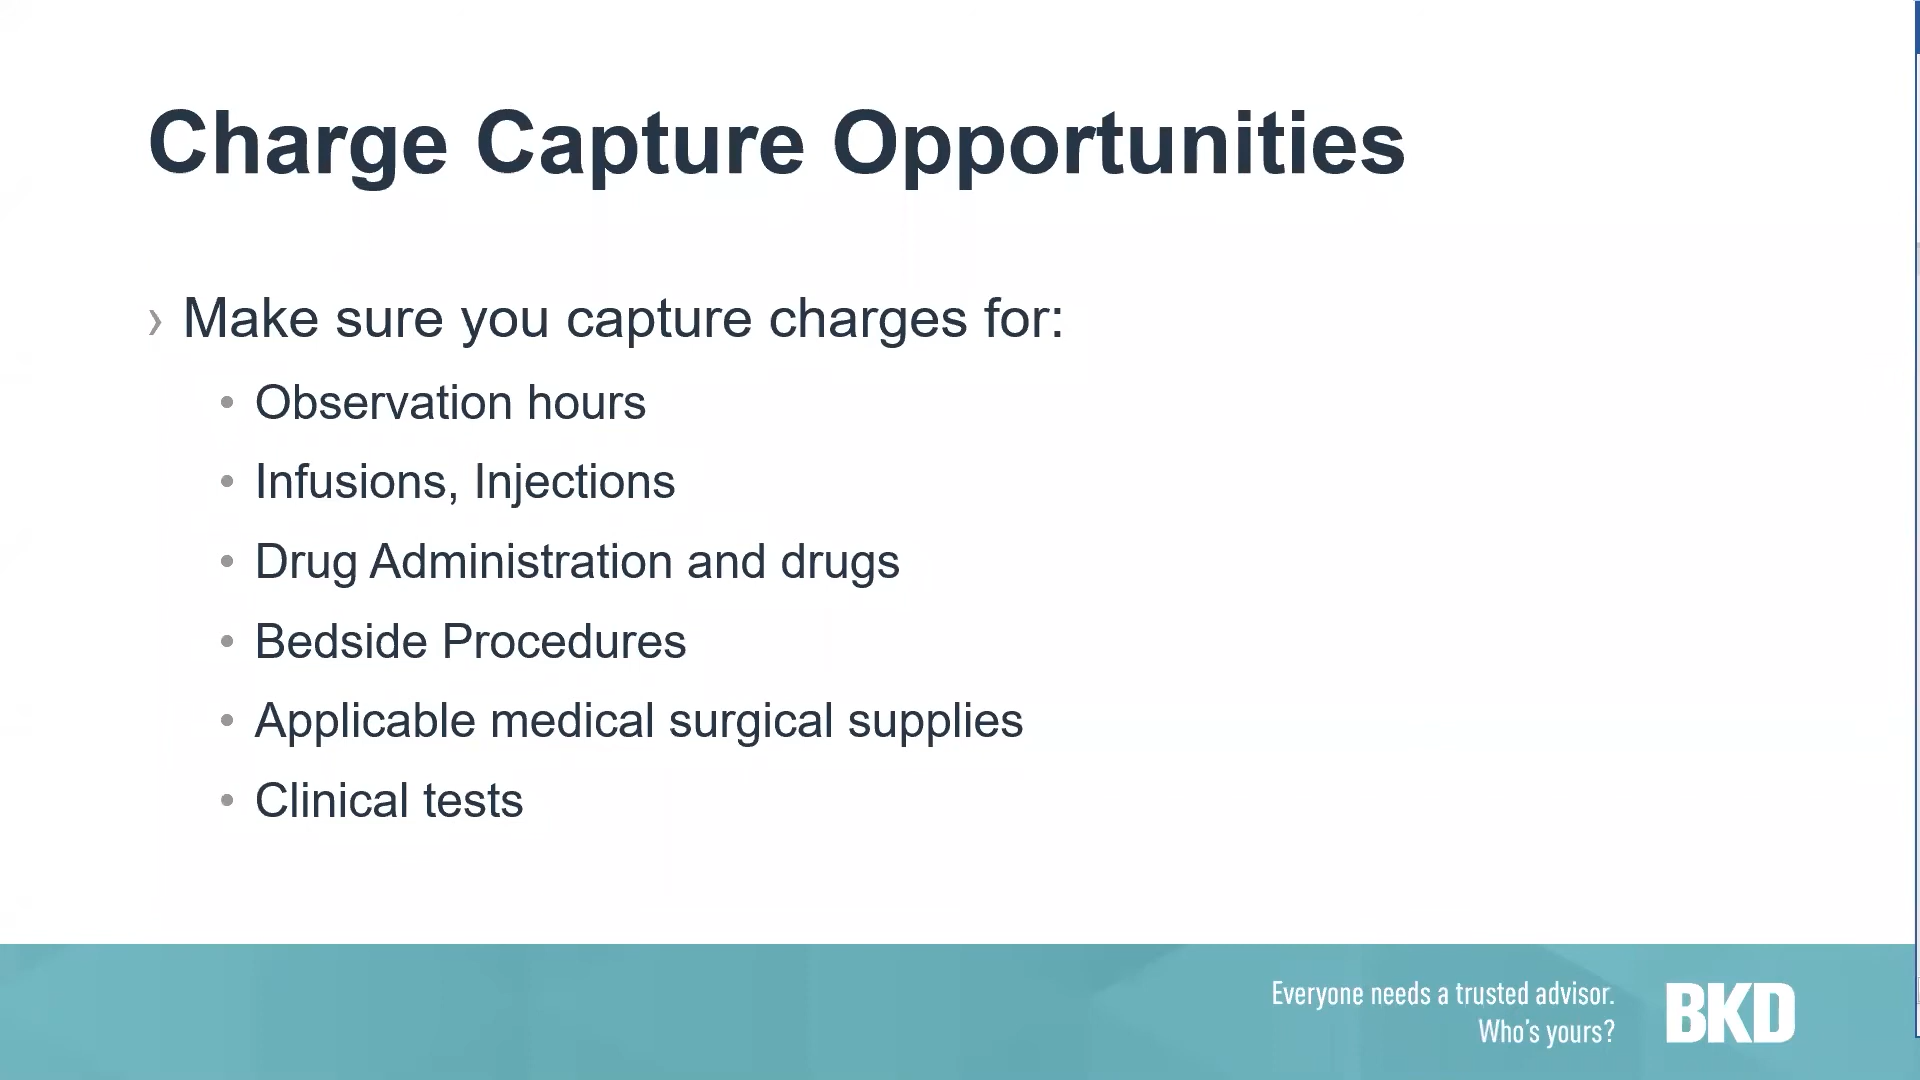 Charge Capture Opportunities
› Make sure you capture charges for:
• Observation hours
• Infusions, Injections
• Drug Administration and drugs
• Bedside Procedures
• Applicable medical surgical supplies
• Clinical tests
Everyone needs a trusted advisor.
Who's yours?
BKD